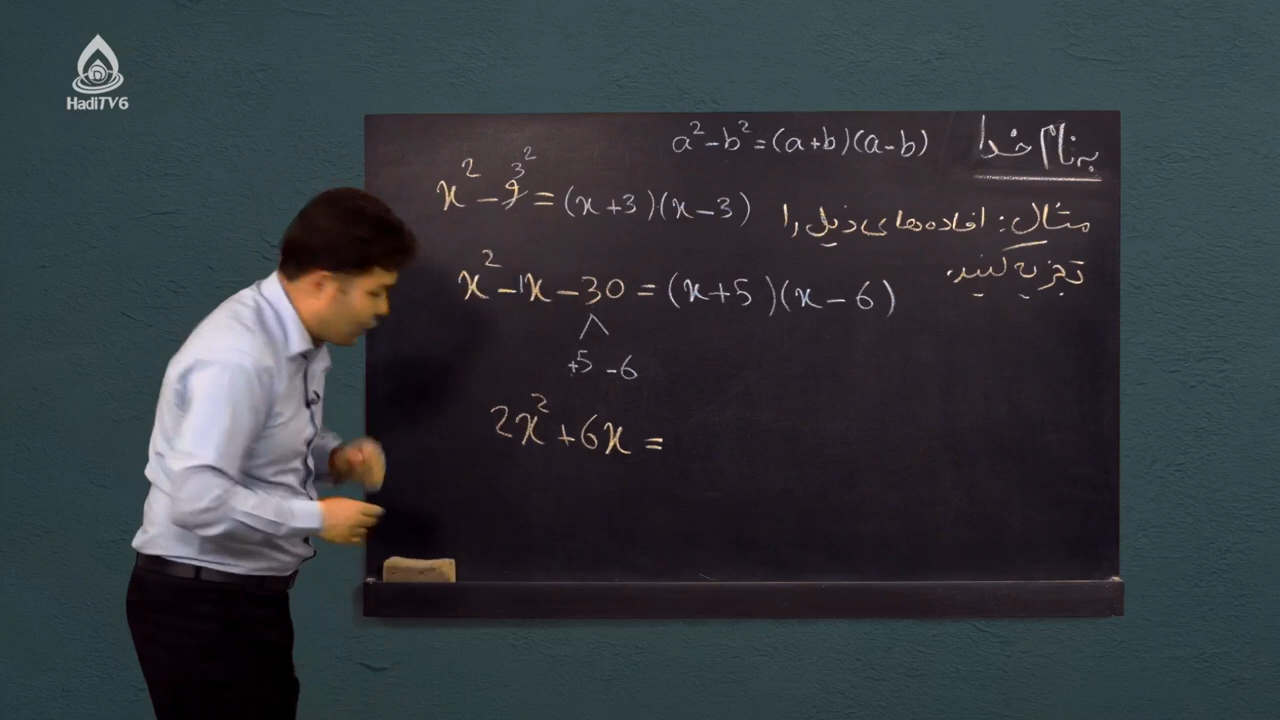 HadiTV6
به نام خدا
a²-b²=(a+b)(a-b)
مثال: افاده‌های ذیل را
تجزیه کنید.
x²-9 3²=(x+3)(x-3)
x²-1x-30=(x+5)(x-6)
+5 -6
2x²+6x=